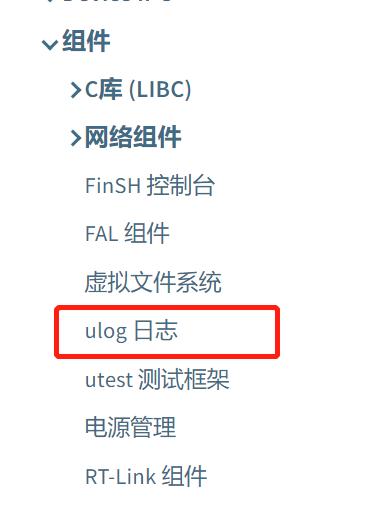 组件
C库 (LIBC)
网络组件
FinSH 控制台
FAL 组件
虚拟文件系统
ulog 日志
utest 测试框架
电源管理
RT-Link 组件